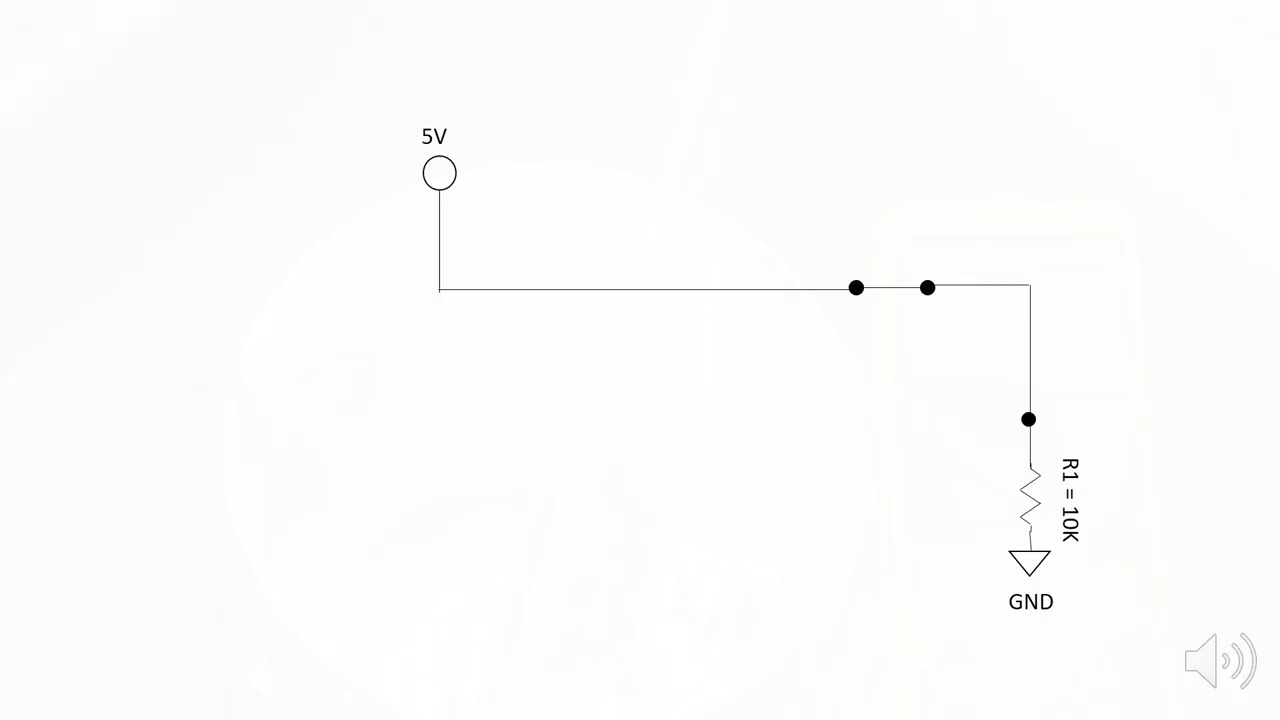 5V
R1 = 10K
GND